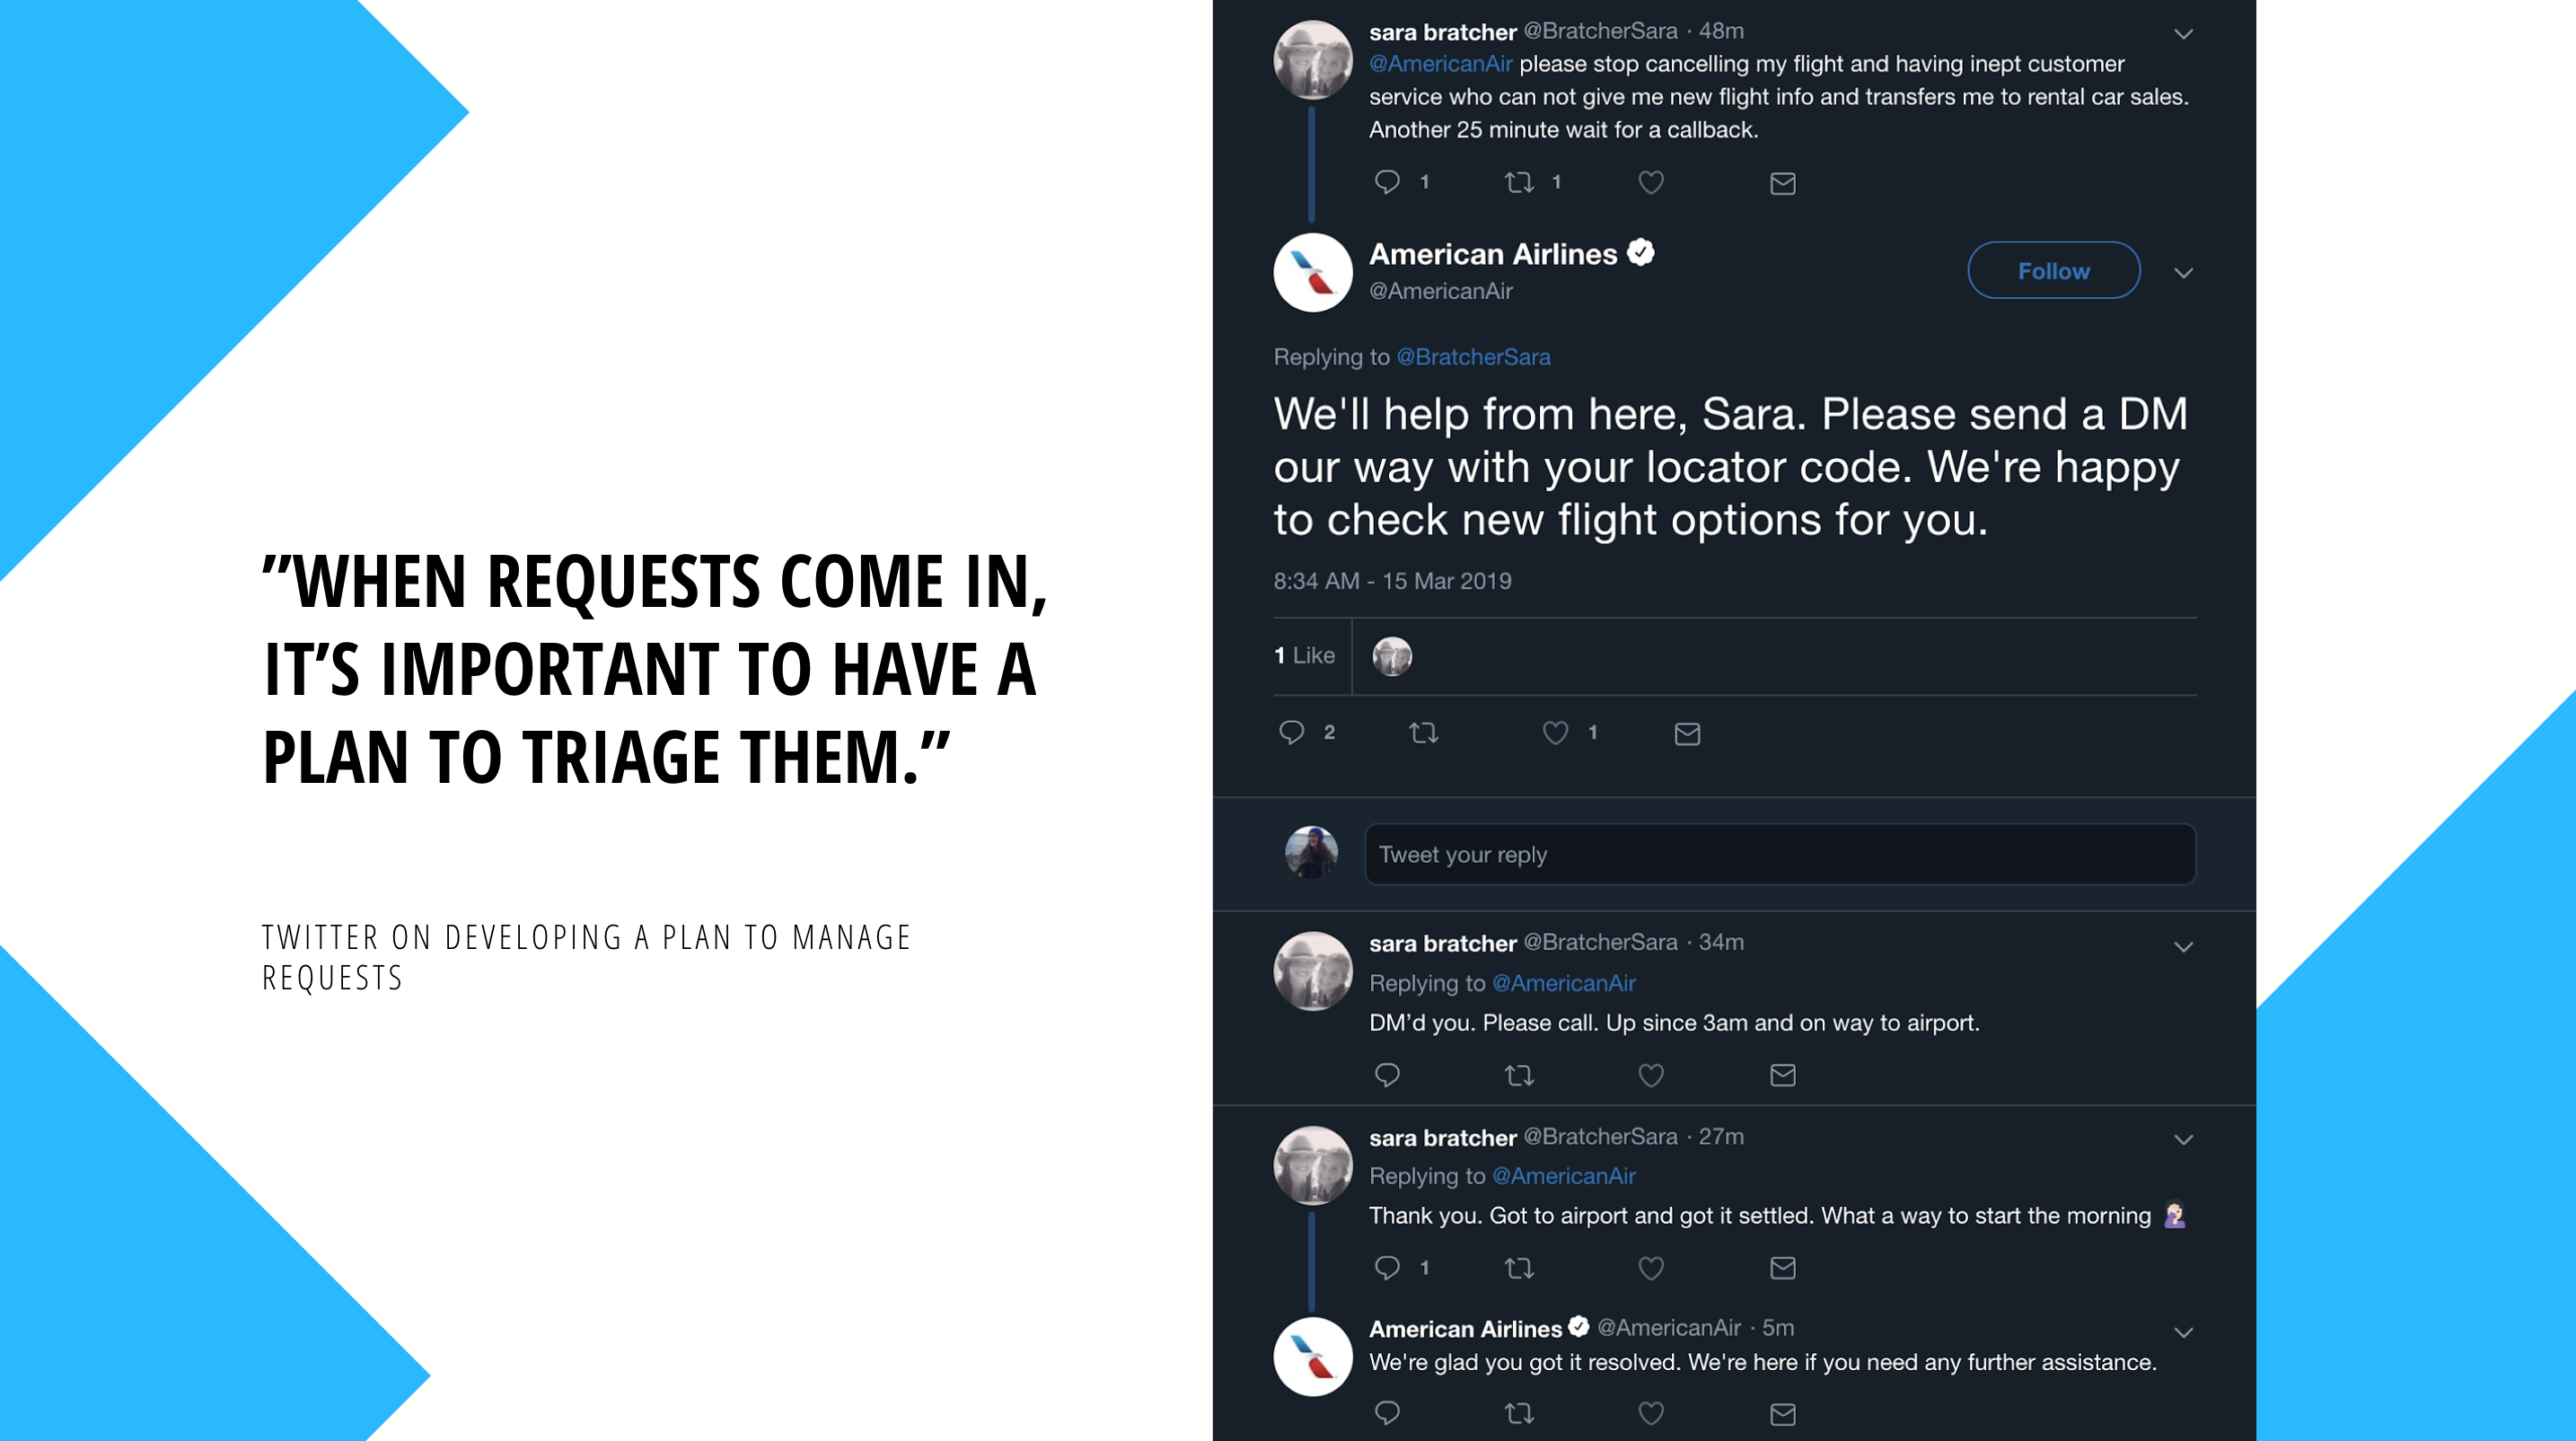 ”WHEN REQUESTS COME IN,
IT’S IMPORTANT TO HAVE A
PLAN TO TRIAGE THEM.”
TWITTER ON DEVELOPING A PLAN TO MANAGE
REQUESTS
sara bratcher @BratcherSara · 48m
@AmericanAir please stop cancelling my flight and having inept customer
service who can not give me new flight info and transfers me to rental car sales.
Another 25 minute wait for a callback.
1 1
American Airlines
@AmericanAir
Follow
Replying to @BratcherSara
We'll help from here, Sara. Please send a DM
our way with your locator code. We're happy
to check new flight options for you.
8:34 AM - 15 Mar 2019
1 Like
2 1
Tweet your reply
sara bratcher @BratcherSara · 34m
Replying to @AmericanAir
DM’d you. Please call. Up since 3am and on way to airport.
sara bratcher @BratcherSara · 27m
Replying to @AmericanAir
Thank you. Got to airport and got it settled. What a way to start the morning 🤦🏻‍♀️
1
American Airlines @AmericanAir · 5m
We're glad you got it resolved. We're here if you need any further assistance.